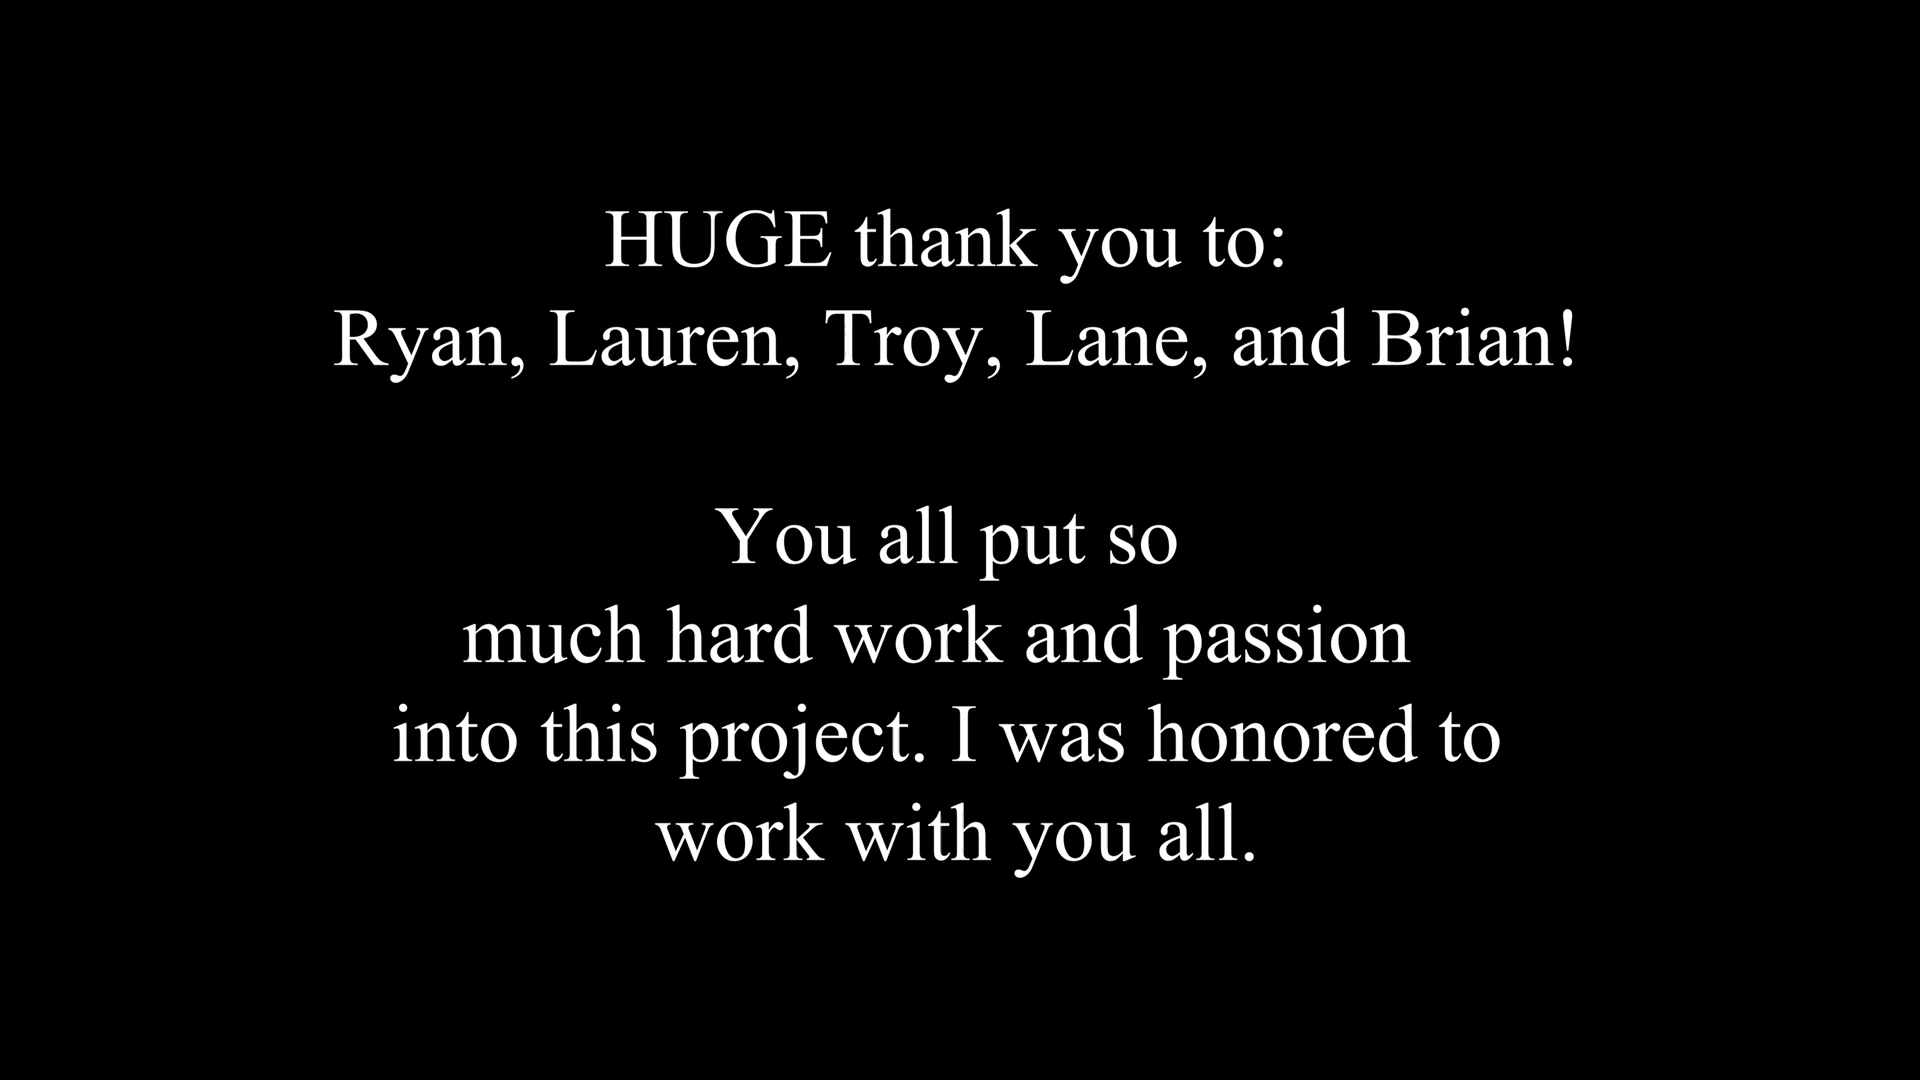 HUGE thank you to:
Ryan, Lauren, Troy, Lane, and Brian!
You all put so
much hard work and passion
into this project. I was honored to
work with you all.